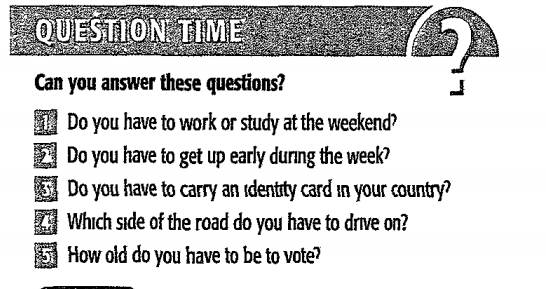 QUESTION TIME
?
Can you answer these questions?
1 Do you have to work or study at the weekend?
2 Do you have to get up early during the week?
3 Do you have to carry an identity card in your country?
4 Which side of the road do you have to drive on?
5 How old do you have to be to vote?